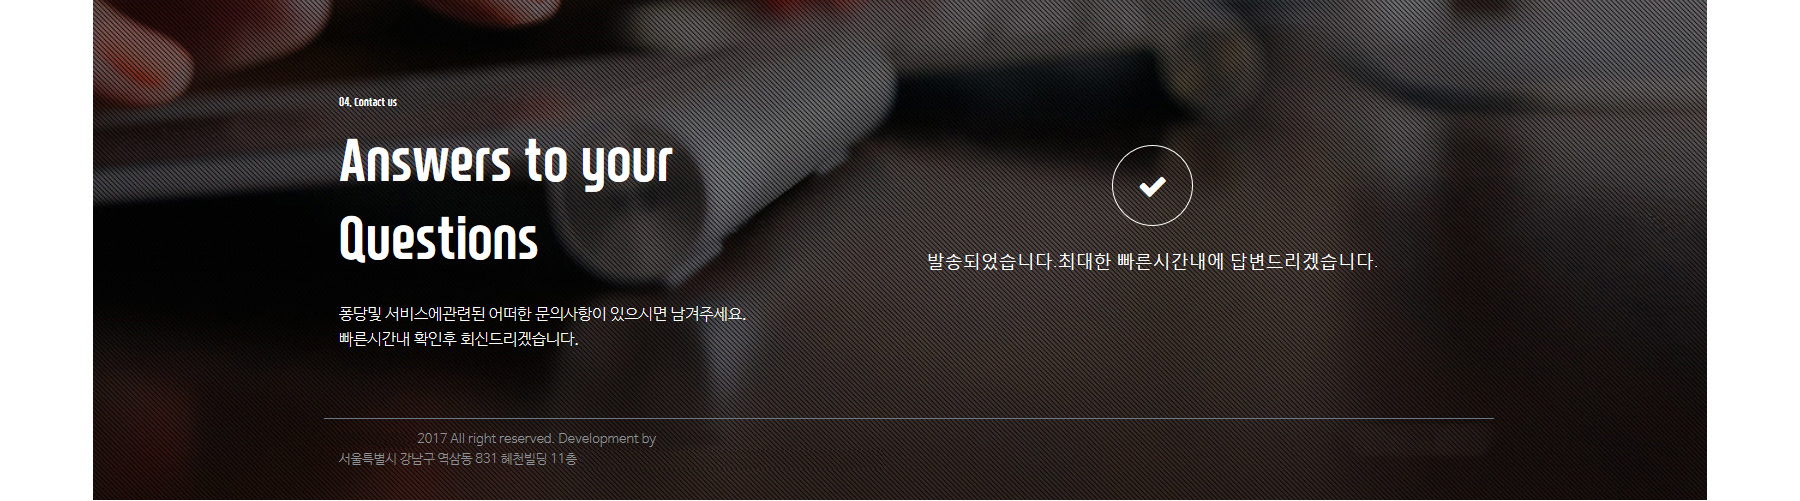 04. Contact us
Answers to your
Questions
발송되었습니다.최대한 빠른시간내에 답변드리겠습니다.
퐁당및 서비스에관련된 어떠한 문의사항이 있으시면 남겨주세요.
빠른시간내 확인후 회신드리겠습니다.
2017 All right reserved. Development by
서울특별시 강남구 역삼동 831 혜천빌딩 11층